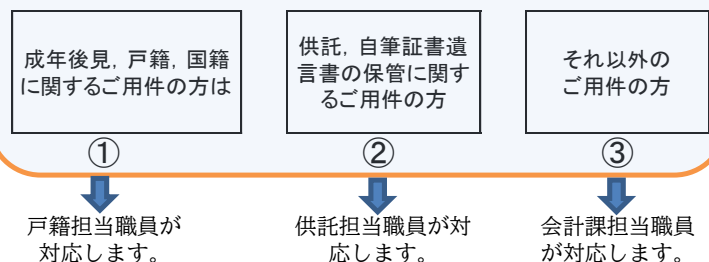 成年後見，戸籍，国籍
に関するご用件の方は
供託，自筆証書遺
言書の保管に関す
るご用件の方
それ以外の
ご用件の方
①
②
③
戸籍担当職員が
対応します。
供託担当職員が対
応します。
会計課担当職員
が対応します。